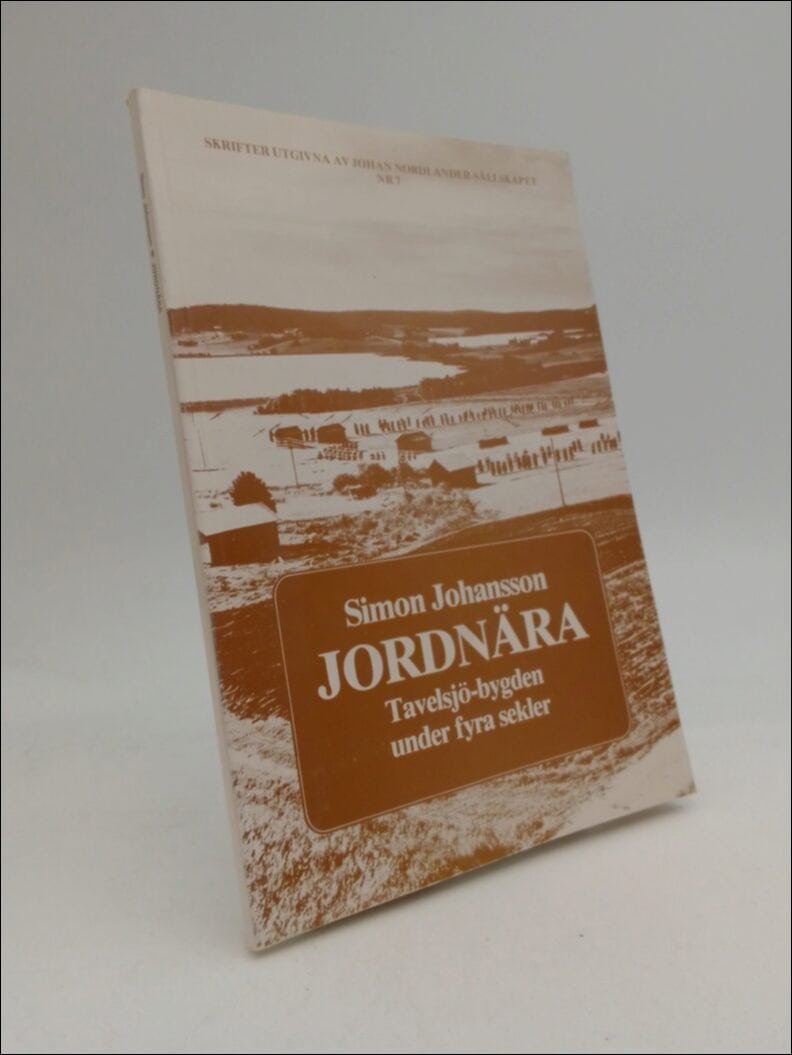 SKRIFTER UTGIVNA AV JOHAN NORDLANDER-SÄLLSKAPET
NR 7
Simon Johansson
JORDNÄRA
Tavelsjö-bygden
under fyra sekler